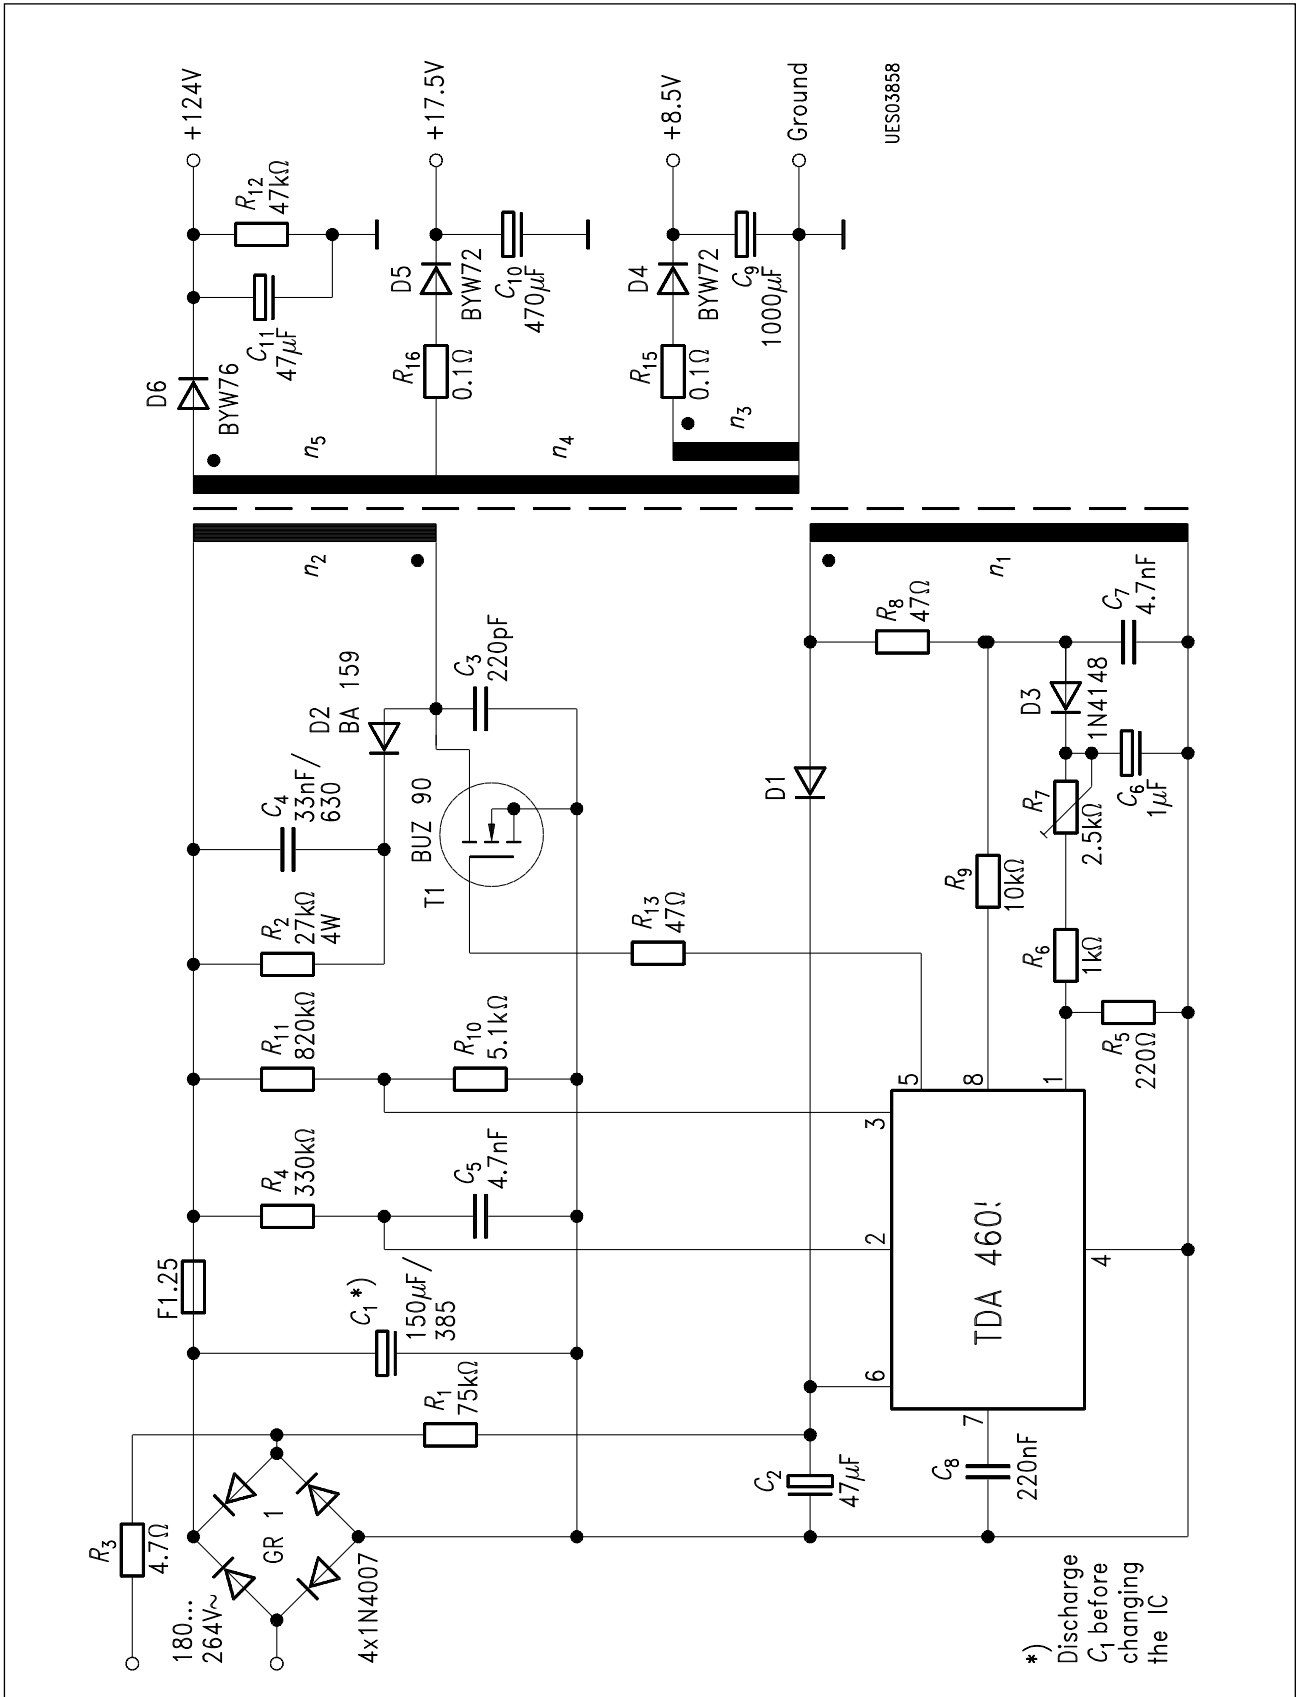 R3
4.7Ω
180...
264V~
GR 1
4x1N4007
F1.25
C1 *)
150µF/
385
R1
75kΩ
R4
330kΩ
C5
4.7nF
R11
820kΩ
R10
5.1kΩ
R2
27kΩ
4W
C4
33nF/
630
D2
BA 159
T1
BUZ 90
C3
220pF
n2
R13
47Ω
D6
BYW76
C11
47µF
R12
47kΩ
+124V
n5
R16
0.1Ω
D5
BYW72
C10
470µF
+17.5V
n4
n3
R15
0.1Ω
D4
BYW72
C9
1000µF
+8.5V
Ground
UES03858
C2
47µF
D1
R8
47Ω
n1
R9
10kΩ
R6
1kΩ
R7
2.5kΩ
D3
1N4148
C6
1µF
C7
4.7nF
R5
220Ω
6
2
3
5
8
1
7
4
TDA
C8
220nF
*)
Discharge
C1 before
changing
the IC